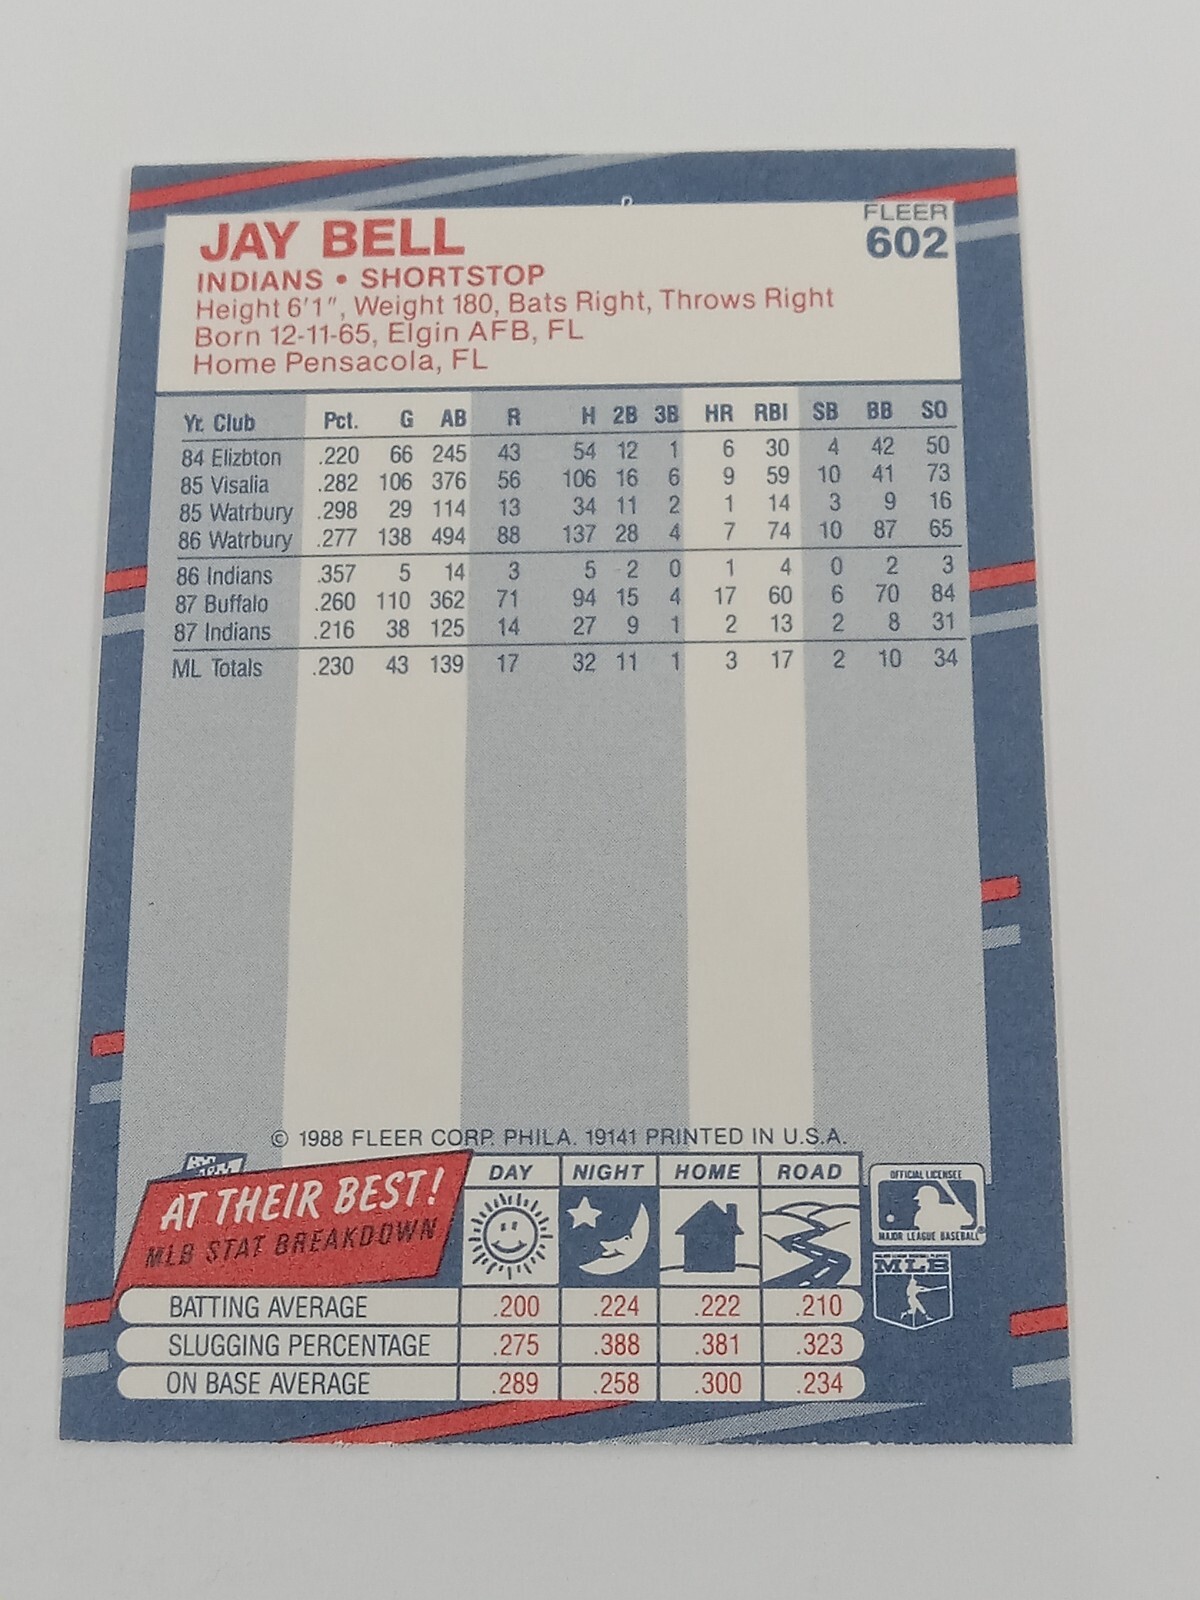 FLEER
JAY BELL 602
INDIANS • SHORTSTOP
Height 6'1", Weight 180, Bats Right, Throws Right
Born 12-11-65, Elgin AFB, FL
Home Pensacola, FL
Yr. Club Pct. G AB R H 2B 3B HR RBI SB BB SO
84 Elizbton .220 66 245 43 54 12 1 6 30 4 42 50
85 Visalia .282 106 376 56 106 16 6 9 59 10 41 73
85 Watrbury .298 29 114 13 34 11 2 1 14 3 9 16
86 Watrbury .277 138 494 88 137 28 4 7 74 10 87 65
86 Indians .357 5 14 3 5 2 0 1 4 0 2 3
87 Buffalo .260 110 362 71 94 15 4 17 60 6 70 84
87 Indians .216 38 125 14 27 9 1 2 13 2 8 31
ML Totals .230 43 139 17 32 11 1 3 17 2 10 34
© 1988 FLEER CORP. PHILA. 19141 PRINTED IN U.S.A.
AT THEIR BEST!
MLB STAT BREAKDOWN
DAY NIGHT HOME ROAD
BATTING AVERAGE .200 .224 .222 .210
SLUGGING PERCENTAGE .275 .388 .381 .323
ON BASE AVERAGE .289 .258 .300 .234
OFFICIAL LICENSEE
MAJOR LEAGUE BASEBALL®
MAJOR LEAGUE BASEBALL PLAYERS
MLB